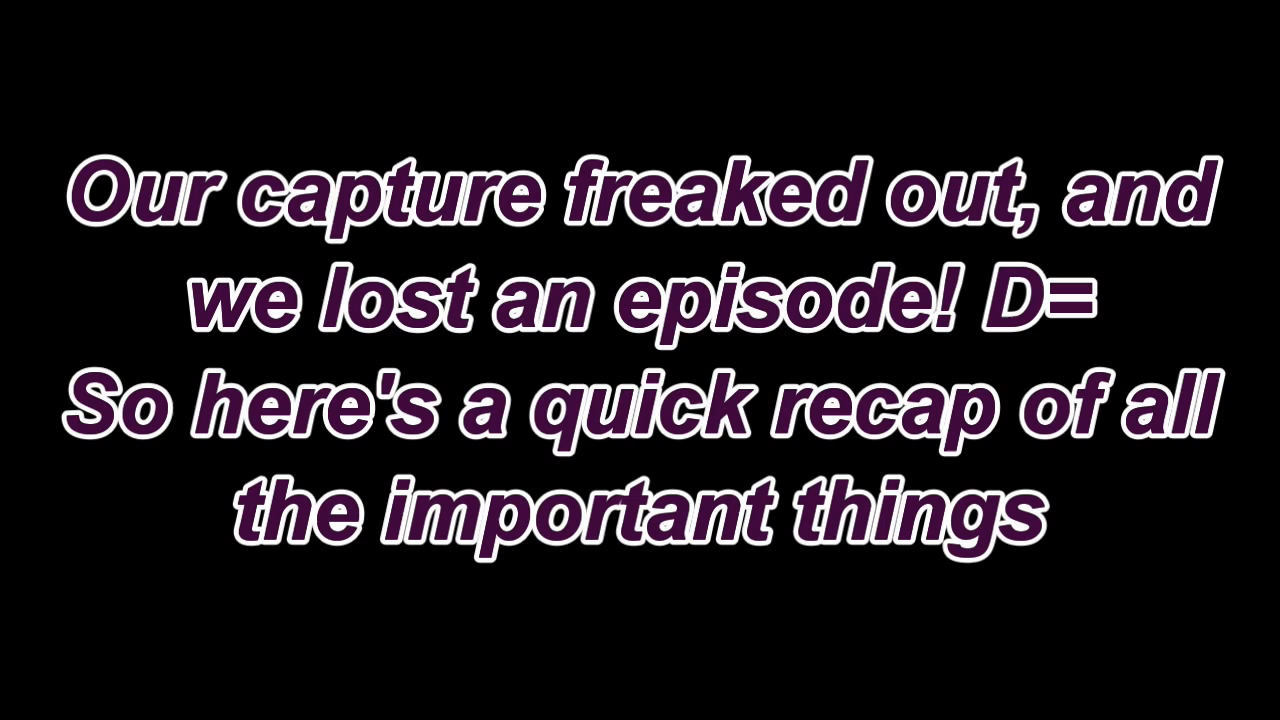 Our capture freaked out, and
we lost an episode! D=
So here's a quick recap of all
the important things